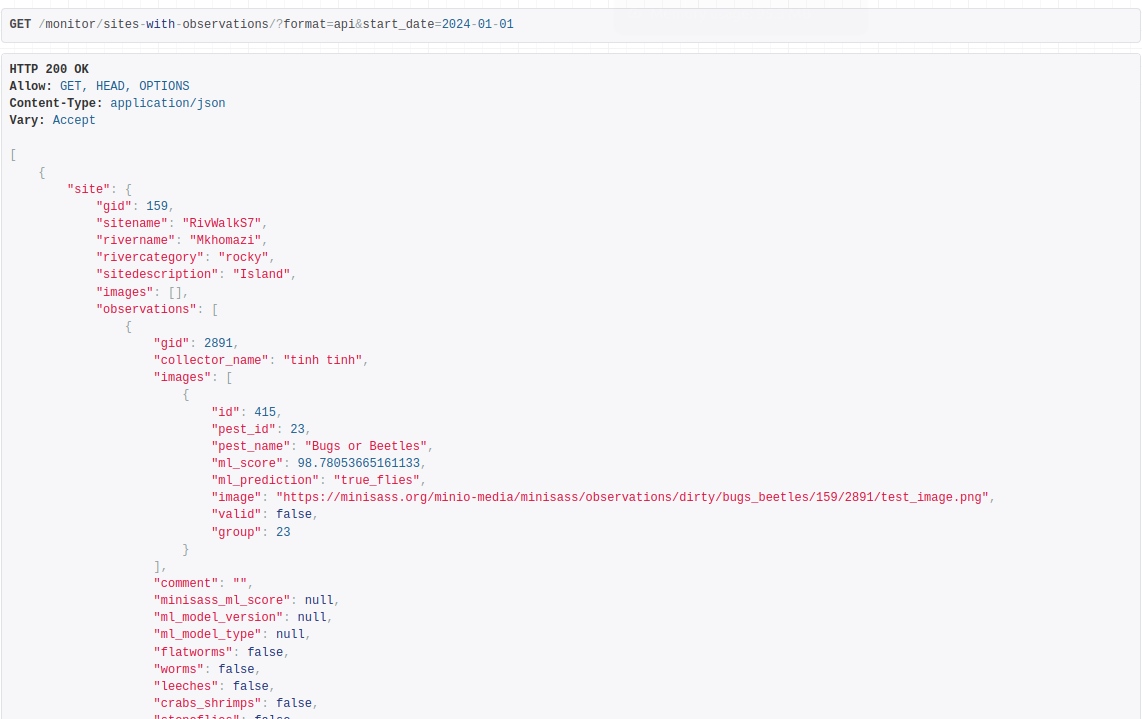 GET /monitor/sites-with-observations/?format=api&start_date=2024-01-01
HTTP 200 OK
Allow: GET, HEAD, OPTIONS
Content-Type: application/json
Vary: Accept
[
    {
        "site": {
            "gid": 159,
            "sitename": "RivWalkS7",
            "rivername": "Mkhomazi",
            "rivercategory": "rocky",
            "sitedescription": "Island",
            "images": [],
            "observations": [
                {
                    "gid": 2891,
                    "collector_name": "tinh tinh",
                    "images": [
                        {
                            "id": 415,
                            "pest_id": 23,
                            "pest_name": "Bugs or Beetles",
                            "ml_score": 98.78053665161133,
                            "ml_prediction": "true_flies",
                            "image": "https://minisass.org/minio-media/minisass/observations/dirty/bugs_beetles/159/2891/test_image.png",
                            "valid": false,
                            "group": 23
                        }
                    ],
                    "comment": "",
                    "minisass_ml_score": null,
                    "ml_model_version": null,
                    "ml_model_type": null,
                    "flatworms": false,
                    "worms": false,
                    "leeches": false,
                    "crabs_shrimps": false,
                    "stoneflies": false